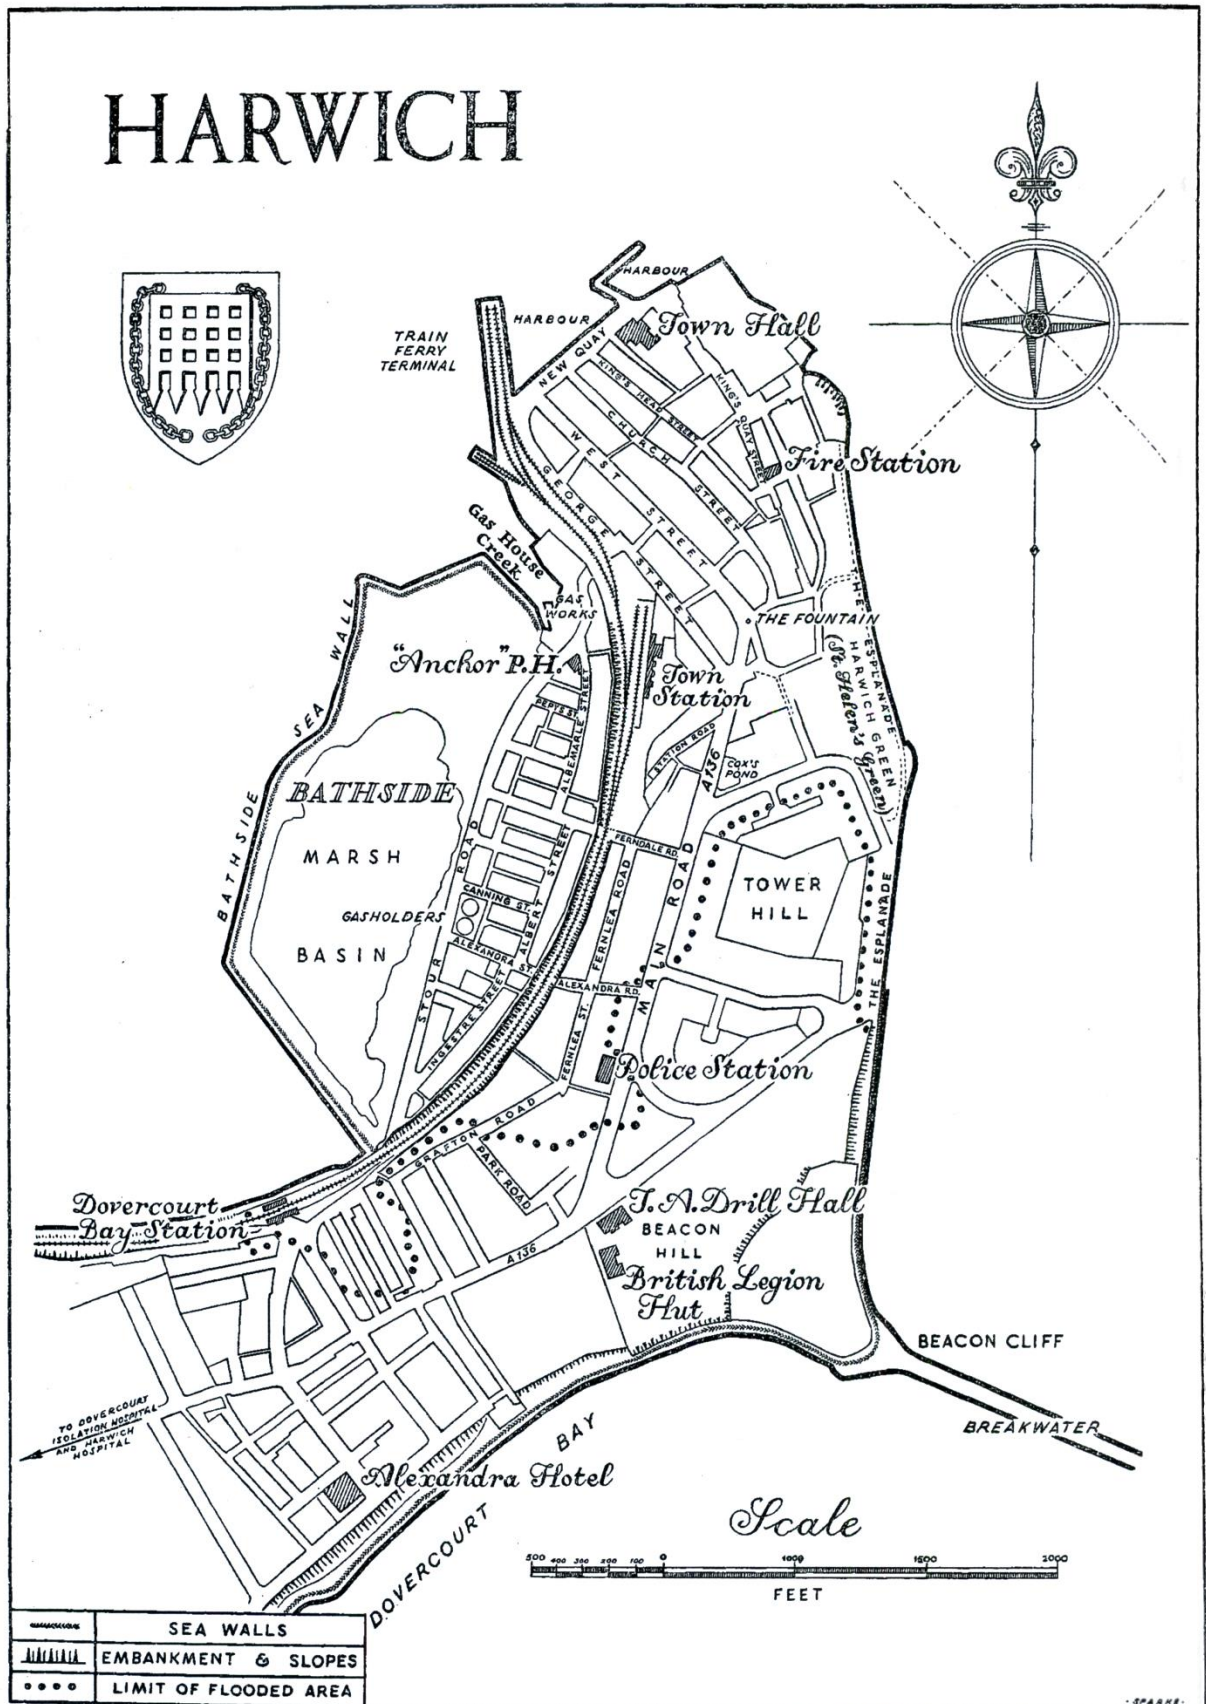 HARWICH
HARBOUR
HARBOUR
TRAIN
FERRY
TERMINAL
Town Hall
NEW QUAY
KING'S HEAD STREET
KING'S QUAY STREET
CHURCH STREET
WEST STREET
GEORGE STREET
Fire Station
Gas House
Creek
GAS
WORKS
THE FOUNTAIN
THE ESPLANADE
HARWICH GREEN
(St. Helen's Green)
"Anchor" P.H.
Town
Station
PEPYS ST.
ALBEMARLE STREET
STATION ROAD
A136
COX'S
POND
BATHSIDE SEA WALL
BATHSIDE
MARSH
BASIN
GASHOLDERS
STOUR ROAD
CANNING ST.
ALBERT STREET
ALEXANDRA ST.
INGESTRE STREET
FERNDALE RD.
FERNLEA ROAD
MAIN ROAD
TOWER
HILL
THE ESPLANADE
ALEXANDRA RD.
FERNLEA ST.
Police Station
GRAFTON ROAD
PARK ROAD
Dovercourt
Bay Station
T.A. Drill Hall
BEACON
HILL
A136
British Legion
Hut
BEACON CLIFF
BREAKWATER
TO DOVERCOURT
ISOLATION HOSPITAL
AND HARWICH
HOSPITAL
Alexandra Hotel
DOVERCOURT BAY
Scale
500 400 300 200 100 0 1000 1500 2000
FEET
SEA WALLS
EMBANKMENT & SLOPES
LIMIT OF FLOODED AREA
- SPARKS -